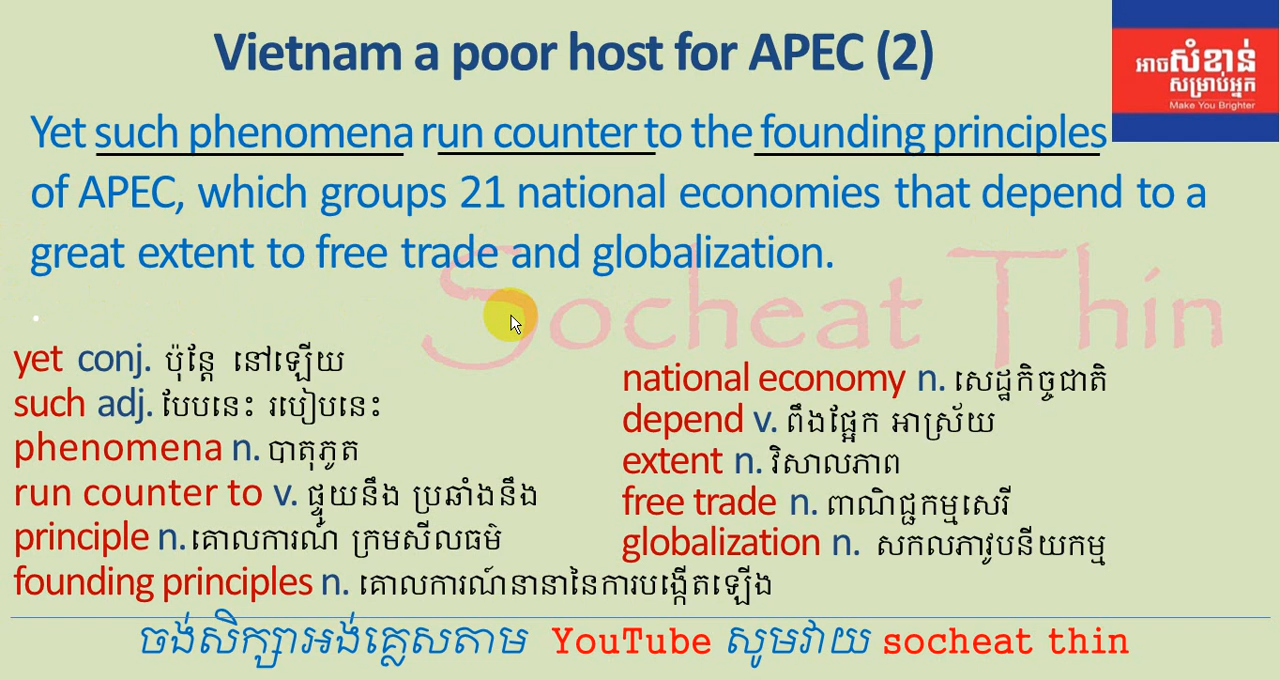 Vietnam a poor host for APEC (2)
អាចសំខាន់
សម្រាប់អ្នក
Make You Brighter
Yet such phenomena run counter to the founding principles
of APEC, which groups 21 national economies that depend to a
great extent to free trade and globalization.
Socheat Thin
yet conj. ប៉ុន្តែ នៅឡើយ
such adj. បែបនេះ របៀបនេះ
phenomena n. បាតុភូត
run counter to v. ផ្ទុយនឹង ប្រឆាំងនឹង
principle n. គោលការណ៍ ក្រមសីលធម៌
founding principles n. គោលការណ៍នានានៃការបង្កើតឡើង
national economy n. សេដ្ឋកិច្ចជាតិ
depend v. ពឹងផ្អែក អាស្រ័យ
extent n. វិសាលភាព
free trade n. ពាណិជ្ជកម្មសេរី
globalization n. សកលភាវូបនីយកម្ម
ចង់សិក្សាអង់គ្លេសតាម YouTube សូមវាយ socheat thin